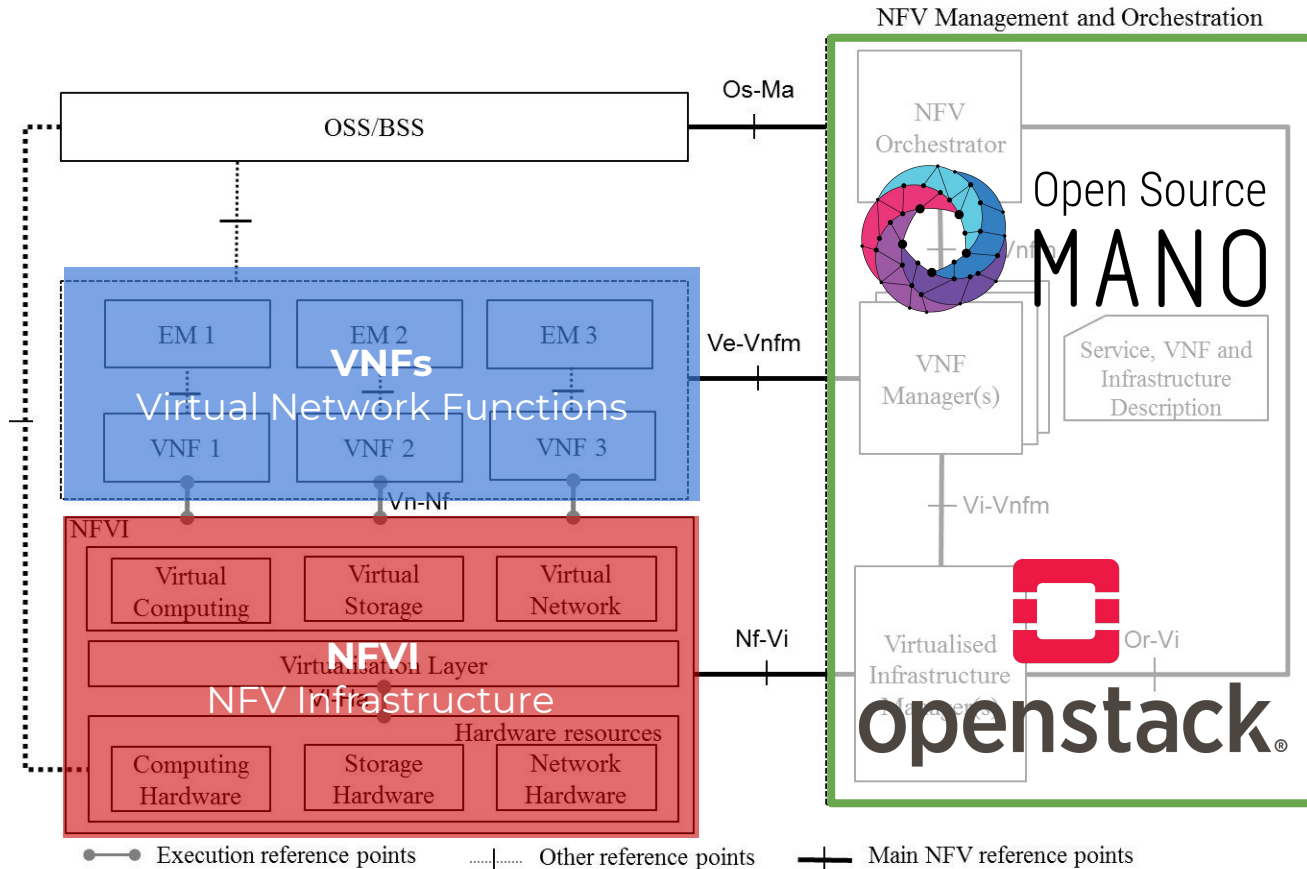 NFV Management and Orchestration
Os-Ma
OSS/BSS
NFV
Orchestrator
Open Source
MANO
Vnfm
EM 1
EM 2
EM 3
VNFs
Virtual Network Functions
VNF 1
VNF 2
VNF 3
Ve-Vnfm
VNF
Manager(s)
Service, VNF and
Infrastructure
Description
Vn-Nf
Vi-Vnfm
NFVI
Virtual
Computing
Virtual
Storage
Virtual
Network
Virtualisation Layer
NFVI
NFV Infrastructure
Vl-Ha
Nf-Vi
Virtualised
Infrastructure
Manager(s)
Or-Vi
openstack®
Hardware resources
Computing
Hardware
Storage
Hardware
Network
Hardware
Execution reference points
Other reference points
Main NFV reference points